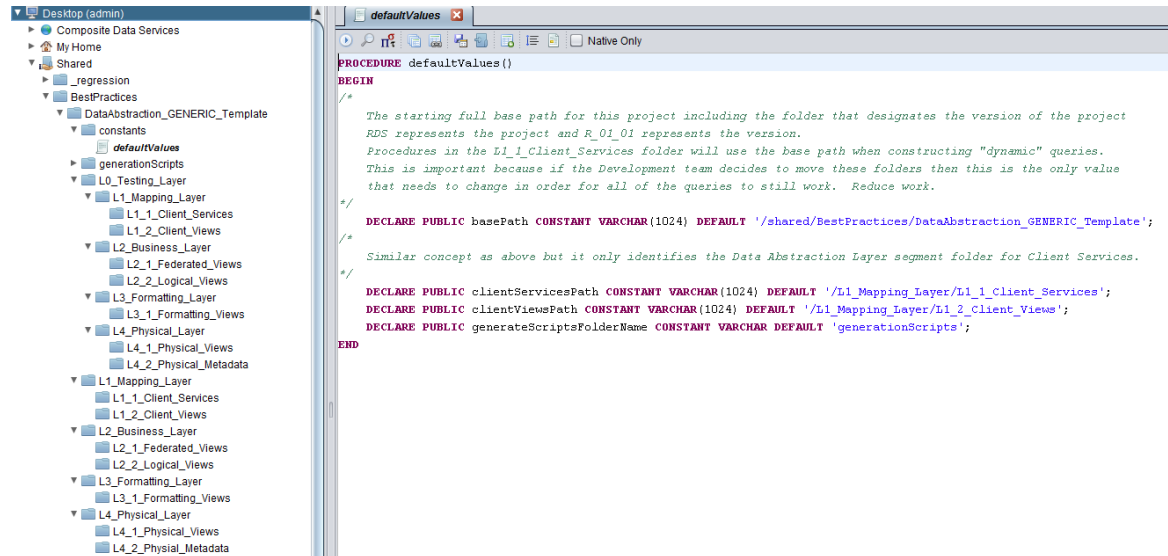 Desktop (admin)
Composite Data Services
My Home
Shared
_regression
BestPractices
DataAbstraction_GENERIC_Template
constants
defaultValues
generationScripts
L0_Testing_Layer
L1_Mapping_Layer
L1_1_Client_Services
L1_2_Client_Views
L2_Business_Layer
L2_1_Federated_Views
L2_2_Logical_Views
L3_Formatting_Layer
L3_1_Formatting_Views
L4_Physical_Layer
L4_1_Physical_Views
L4_2_Physical_Metadata
L1_Mapping_Layer
L1_1_Client_Services
L1_2_Client_Views
L2_Business_Layer
L2_1_Federated_Views
L2_2_Logical_Views
L3_Formatting_Layer
L3_1_Formatting_Views
L4_Physical_Layer
L4_1_Physical_Views
L4_2_Physial_Metadata
defaultValues
Native Only
PROCEDURE defaultValues()
BEGIN
/*
The starting full base path for this project including the folder that designates the version of the project
RDS represents the project and R_01_01 represents the version.
Procedures in the L1_1_Client_Services folder will use the base path when constructing "dynamic" queries.
This is important because if the Development team decides to move these folders then this is the only value
that needs to change in order for all of the queries to still work.  Reduce work.
*/
DECLARE PUBLIC basePath CONSTANT VARCHAR(1024) DEFAULT '/shared/BestPractices/DataAbstraction_GENERIC_Template';
/*
Similar concept as above but it only identifies the Data Abstraction Layer segment folder for Client Services.
*/
DECLARE PUBLIC clientServicesPath CONSTANT VARCHAR(1024) DEFAULT '/L1_Mapping_Layer/L1_1_Client_Services';
DECLARE PUBLIC clientViewsPath CONSTANT VARCHAR(1024) DEFAULT '/L1_Mapping_Layer/L1_2_Client_Views';
DECLARE PUBLIC generateScriptsFolderName CONSTANT VARCHAR DEFAULT 'generationScripts';
END